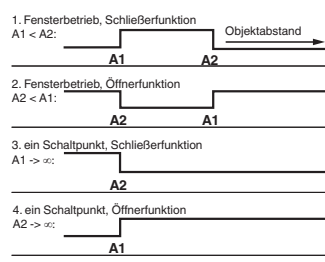 1. Fensterbetrieb, Schließerfunktion
A1 < A2:
Objektabstand
A1
A2
2. Fensterbetrieb, Öffnerfunktion
A2 < A1:
A2
A1
3. ein Schaltpunkt, Schließerfunktion
A1 -> ∞:
A2
4. ein Schaltpunkt, Öffnerfunktion
A2 -> ∞:
A1